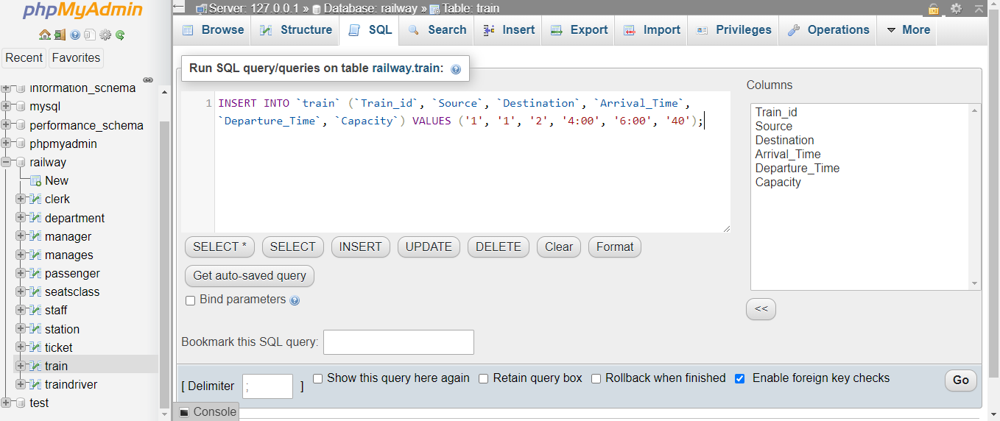 phpMyAdmin
Recent Favorites
information_schema
mysql
performance_schema
phpmyadmin
railway
New
clerk
department
manager
manages
passenger
seatsclass
staff
station
ticket
train
traindriver
test
Server: 127.0.0.1 » Database: railway » Table: train
Browse Structure SQL Search Insert Export Import Privileges Operations More
Run SQL query/queries on table railway.train:
1 INSERT INTO `train` (`Train_id`, `Source`, `Destination`, `Arrival_Time`,
`Departure_Time`, `Capacity`) VALUES ('1', '1', '2', '4:00', '6:00', '40');
Columns
Train_id
Source
Destination
Arrival_Time
Departure_Time
Capacity
SELECT * SELECT INSERT UPDATE DELETE Clear Format
Get auto-saved query
Bind parameters
<<
Bookmark this SQL query:
[ Delimiter ; ] Show this query here again Retain query box Rollback when finished Enable foreign key checks Go
Console